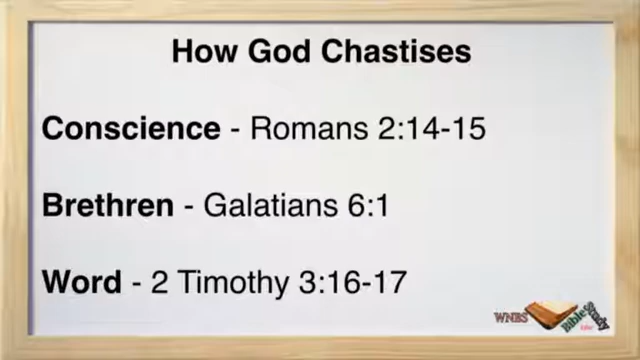 How God Chastises
Conscience - Romans 2:14-15
Brethren - Galatians 6:1
Word - 2 Timothy 3:16-17
WNBS Bible Study